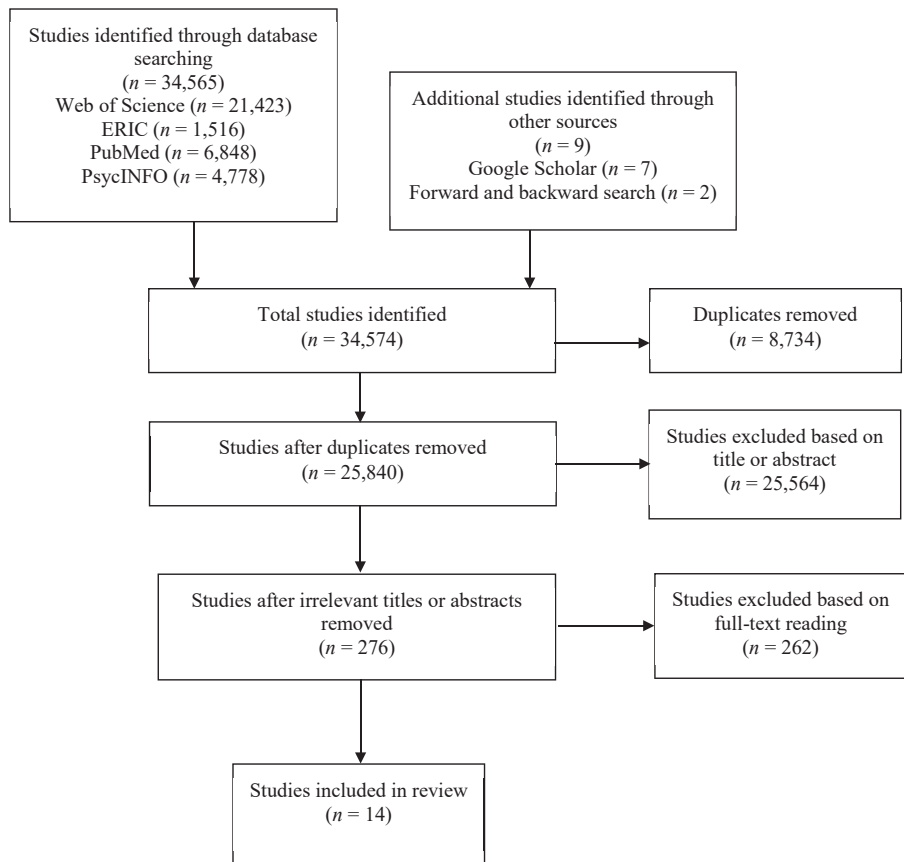 Studies identified through database
searching
(n = 34,565)
Web of Science (n = 21,423)
ERIC (n = 1,516)
PubMed (n = 6,848)
PsycINFO (n = 4,778)
Additional studies identified through
other sources
(n = 9)
Google Scholar (n = 7)
Forward and backward search (n = 2)
Total studies identified
(n = 34,574)
Duplicates removed
(n = 8,734)
Studies after duplicates removed
(n = 25,840)
Studies excluded based on
title or abstract
(n = 25,564)
Studies after irrelevant titles or abstracts
removed
(n = 276)
Studies excluded based on
full-text reading
(n = 262)
Studies included in review
(n = 14)